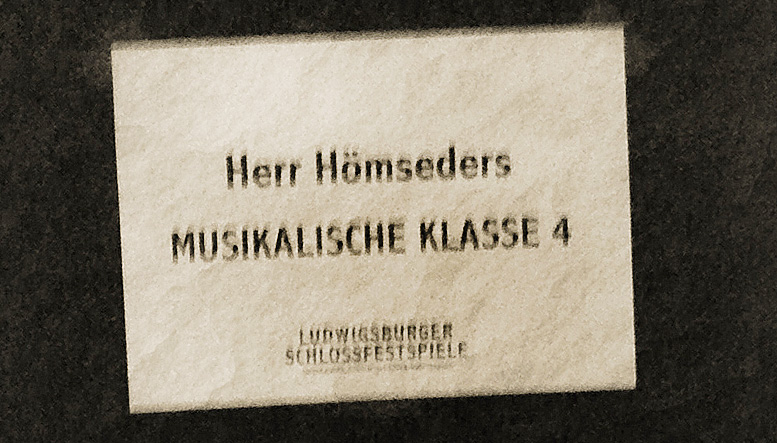 Herr Hömseders
MUSIKALISCHE KLASSE 4
LUDWIGSBURGER
SCHLOSSFESTSPIELE